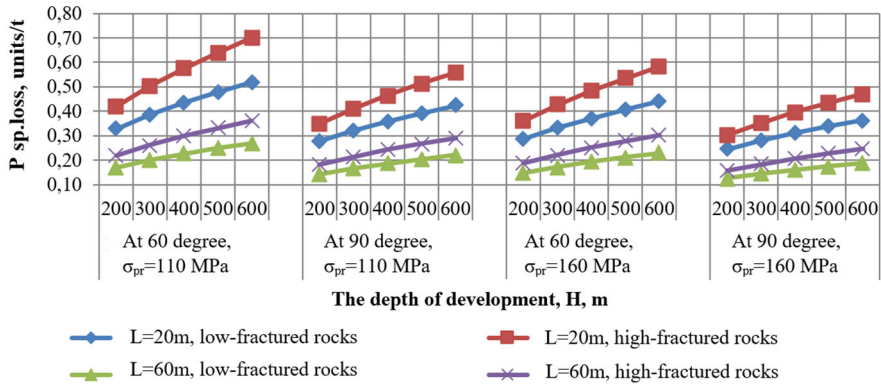 P sp.loss, units/t
0,80
0,70
0,60
0,50
0,40
0,30
0,20
0,10
200 300 400 500 600 200 300 400 500 600 200 300 400 500 600 200 300 400 500 600
At 60 degree, At 90 degree, At 60 degree, At 90 degree,
σpr=110 MPa σpr=110 MPa σpr=160 MPa σpr=160 MPa
The depth of development, H, m
L=20m, low-fractured rocks L=20m, high-fractured rocks
L=60m, low-fractured rocks L=60m, high-fractured rocks